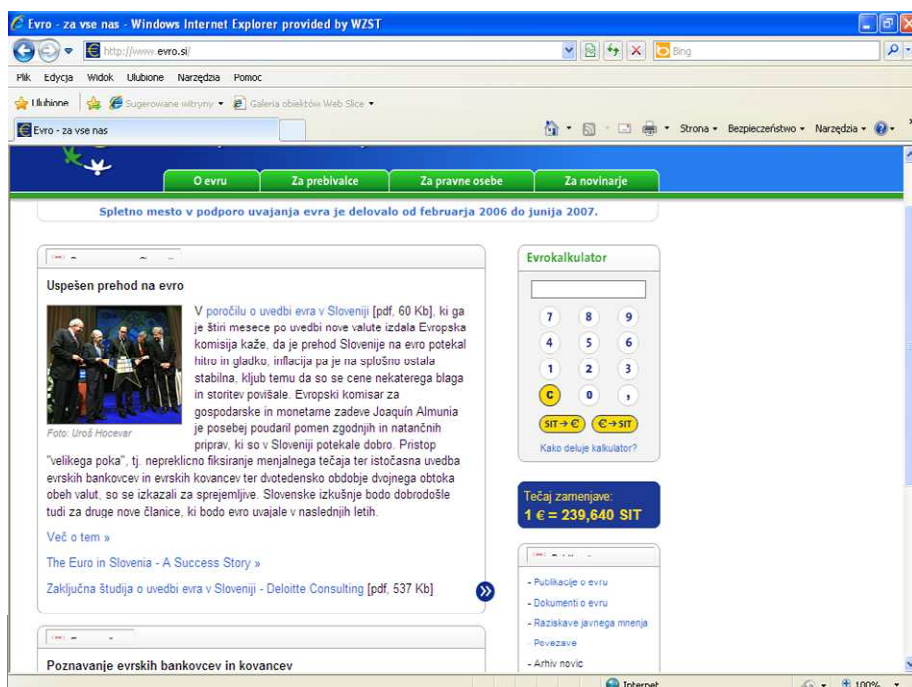 Evro - za vse nas - Windows Internet Explorer provided by WZST
http://www.evro.si/
Bing
Plik Edycja Widok Ulubione Narzędzia Pomoc
Ulubione Sugerowane witryny Galeria obiektów Web Slice
Evro - za vse nas
Strona Bezpieczeństwo Narzędzia
O evru Za prebivalce Za pravne osebe Za novinarje
Spletno mesto v podporo uvajanja evra je delovalo od februarja 2006 do junija 2007.
Uspešen prehod na evro
V poročilu o uvedbi evra v Sloveniji [pdf, 60 Kb], ki ga
je štiri mesece po uvedbi nove valute izdala Evropska
komisija kaže, da je prehod Slovenije na evro potekal
hitro in gladko, inflacija pa je na splošno ostala
stabilna, kljub temu da so se cene nekaterega blaga
in storitev povišale. Evropski komisar za
gospodarske in monetarne zadeve Joaquín Almunia
je posebej poudaril pomen zgodnjih in natančnih
priprav, ki so v Sloveniji potekale dobro. Pristop
"velikega poka", tj. nepreklicno fiksiranje menjalnega tečaja ter istočasna uvedba
evrskih bankovcev in evrskih kovancev ter dvotedensko obdobje dvojnega obtoka
obeh valut, so se izkazali za sprejemljive. Slovenske izkušnje bodo dobrodošle
tudi za druge nove članice, ki bodo evro uvajale v naslednjih letih.
Foto: Uroš Hocevar
Več o tem »
The Euro in Slovenia - A Success Story »
Zaključna študija o uvedbi evra v Sloveniji - Deloitte Consulting [pdf, 537 Kb]
Poznavanje evrskih bankovcev in kovancev
Evrokalkulator
7 8 9
4 5 6
1 2 3
C 0 ,
SIT→€ €→SIT
Kako deluje kalkulator?
Tečaj zamenjave:
1 € = 239,640 SIT
- Publikacije o evru
- Dokumenti o evru
- Raziskave javnega mnenja
- Povezave
- Arhiv novic
Internet 100%